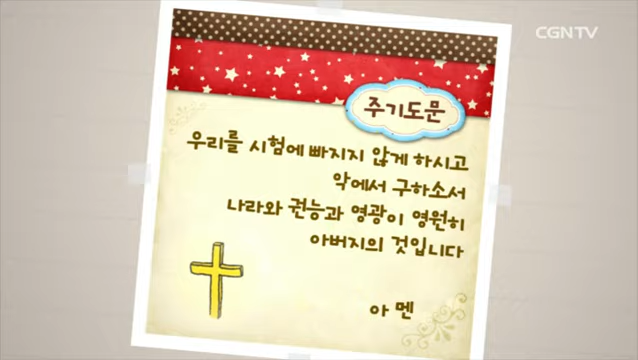 CGNTV
주기도문
우리를 시험에 빠지지 않게 하시고
악에서 구하소서
나라와 권능과 영광이 영원히
아버지의 것입니다
아멘